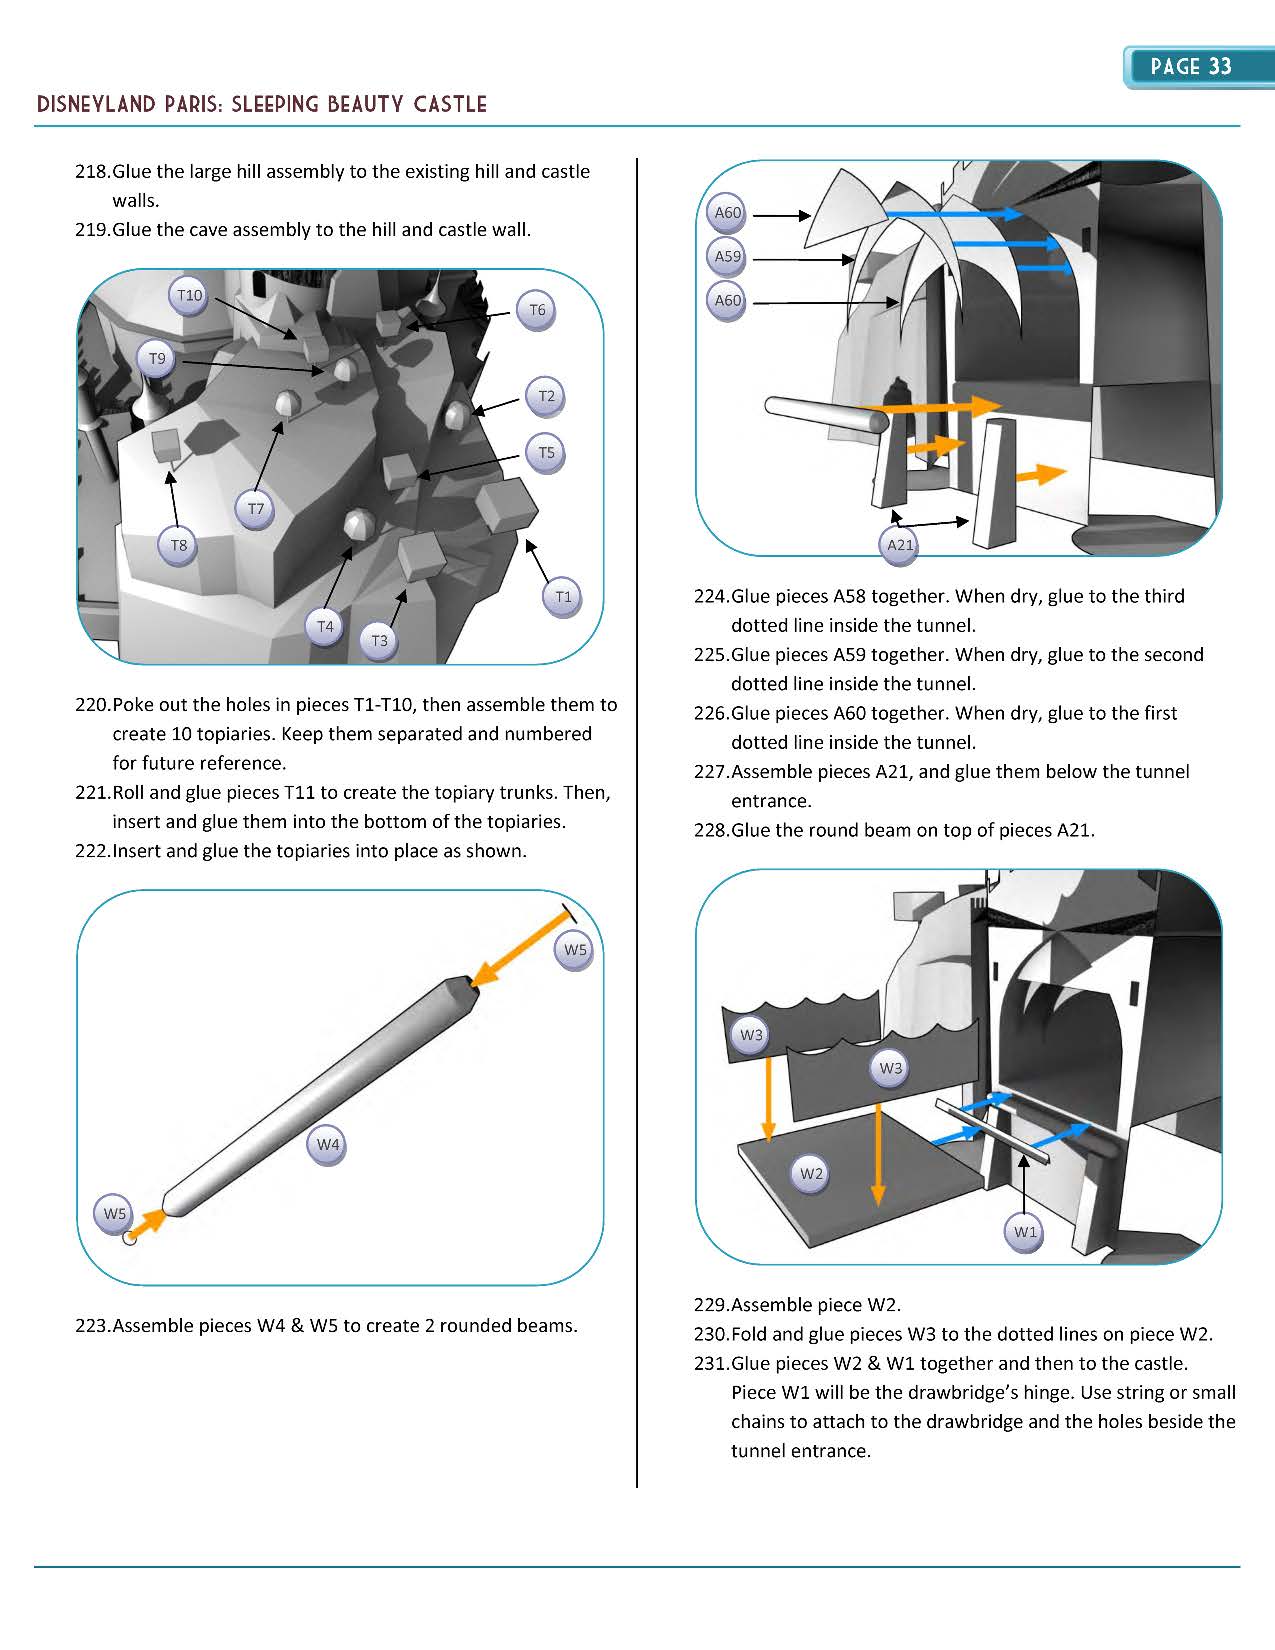 PAGE 33
DISNEYLAND PARIS: SLEEPING BEAUTY CASTLE
218.Glue the large hill assembly to the existing hill and castle
walls.
219.Glue the cave assembly to the hill and castle wall.
T10
T6
T9
T2
T5
T7
T8
T1
T4
T3
220.Poke out the holes in pieces T1-T10, then assemble them to
create 10 topiaries. Keep them separated and numbered
for future reference.
221.Roll and glue pieces T11 to create the topiary trunks. Then,
insert and glue them into the bottom of the topiaries.
222.Insert and glue the topiaries into place as shown.
W5
W4
W5
223.Assemble pieces W4 & W5 to create 2 rounded beams.
A60
A59
A60
A21
224.Glue pieces A58 together. When dry, glue to the third
dotted line inside the tunnel.
225.Glue pieces A59 together. When dry, glue to the second
dotted line inside the tunnel.
226.Glue pieces A60 together. When dry, glue to the first
dotted line inside the tunnel.
227.Assemble pieces A21, and glue them below the tunnel
entrance.
228.Glue the round beam on top of pieces A21.
W3
W3
W2
W1
229.Assemble piece W2.
230.Fold and glue pieces W3 to the dotted lines on piece W2.
231.Glue pieces W2 & W1 together and then to the castle.
Piece W1 will be the drawbridge’s hinge. Use string or small
chains to attach to the drawbridge and the holes beside the
tunnel entrance.